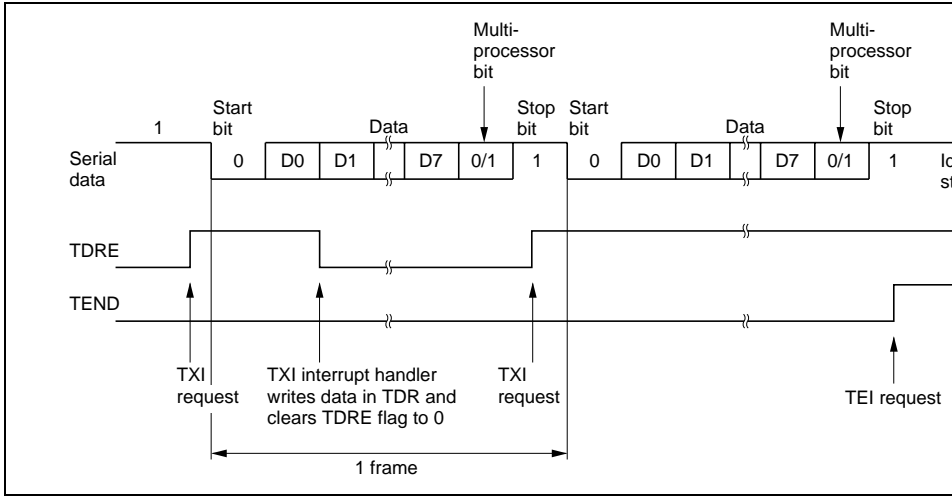 Multi-
processor
bit
Multi-
processor
bit
1
Start
bit
Data
Stop
bit
Start
bit
Data
Stop
bit
Serial
data
0 D0 D1 D7 0/1 1 0 D0 D1 D7 0/1 1
TDRE
TEND
TXI
request
TXI interrupt handler
writes data in TDR and
clears TDRE flag to 0
TXI
request
TEI request
1 frame